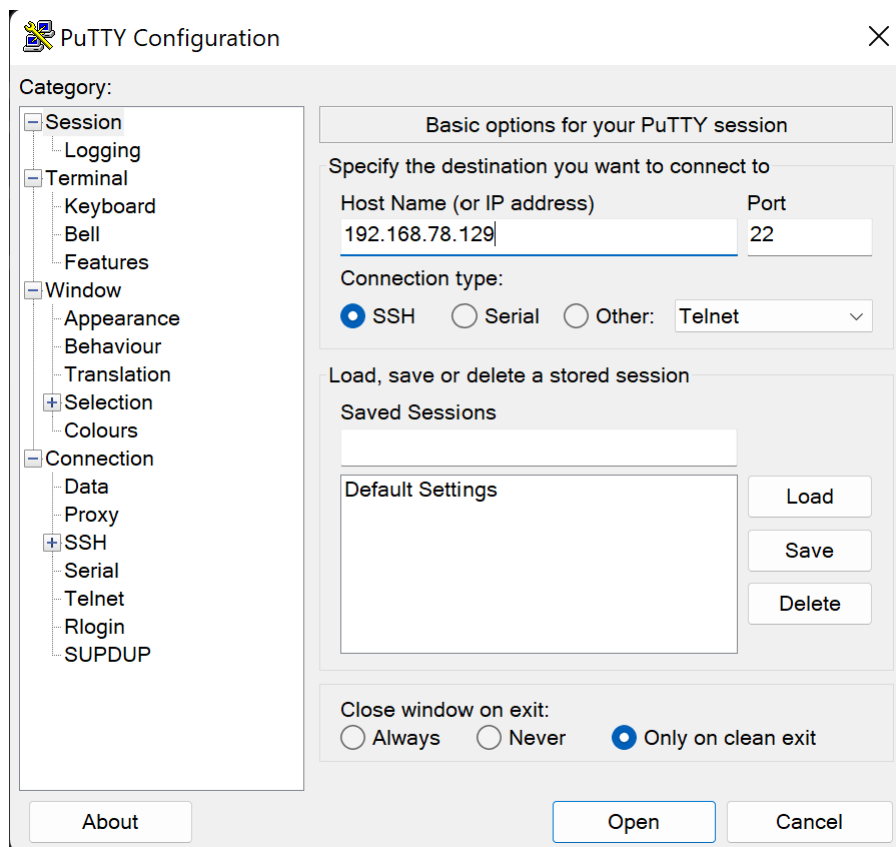 PuTTY Configuration
Category:
Session
Logging
Terminal
Keyboard
Bell
Features
Window
Appearance
Behaviour
Translation
Selection
Colours
Connection
Data
Proxy
SSH
Serial
Telnet
Rlogin
SUPDUP
Basic options for your PuTTY session
Specify the destination you want to connect to
Host Name (or IP address) Port
192.168.78.129 22
Connection type:
SSH Serial Other: Telnet
Load, save or delete a stored session
Saved Sessions
Default Settings
Load
Save
Delete
Close window on exit:
Always Never Only on clean exit
About Open Cancel